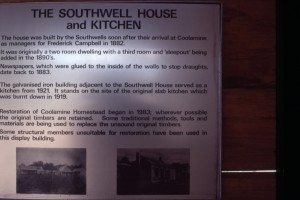 THE SOUTHWELL HOUSE
and KITCHEN
The house was built by the Southwells soon after their arrival at Coolamine
as managers for Frederick Campbell in 1882.
It was originally a two room dwelling with a third room and 'sleepout' being
added in the 1890's.
Newspapers, which were glued to the inside of the walls to stop draughts,
date back to 1883.
The galvanised iron building adjacent to the Southwell House served as a
kitchen from 1921. It stands on the site of the original slab kitchen which
was burnt down in 1919.
Restoration of Coolamine Homestead began in 1983; wherever possible
the original timbers are retained. Some traditional methods, tools and
materials are being used to replace the unsound original timbers.
Some structural members unsuitable for restoration have been used in
this display building.